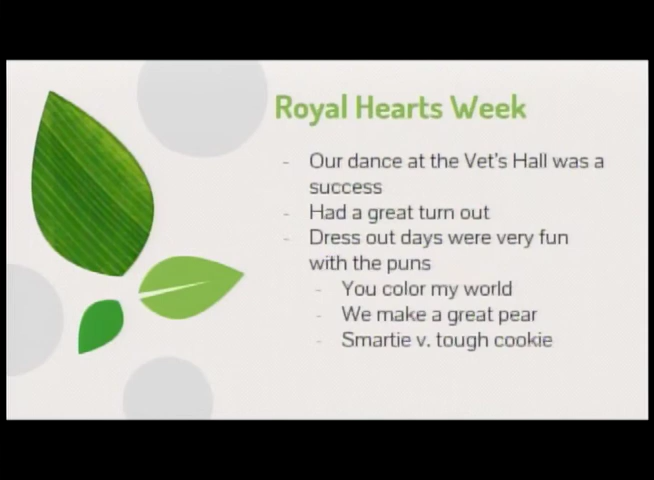 Royal Hearts Week
- Our dance at the Vet's Hall was a
success
- Had a great turn out
- Dress out days were very fun
with the puns
- You color my world
- We make a great pear
- Smartie v. tough cookie